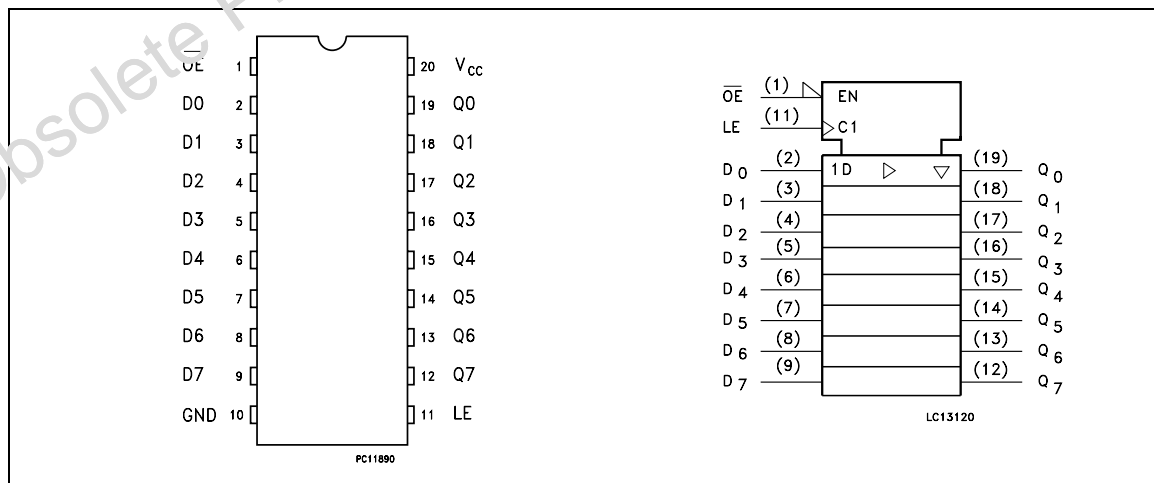 Obsolete P
OE 1 20 VCC
D0 2 19 Q0
D1 3 18 Q1
D2 4 17 Q2
D3 5 16 Q3
D4 6 15 Q4
D5 7 14 Q5
D6 8 13 Q6
D7 9 12 Q7
GND 10 11 LE
PC11890
OE (1) EN
LE (11) C1
D0 (2) 1D (19) Q0
D1 (3) (18) Q1
D2 (4) (17) Q2
D3 (5) (16) Q3
D4 (6) (15) Q4
D5 (7) (14) Q5
D6 (8) (13) Q6
D7 (9) (12) Q7
LC13120